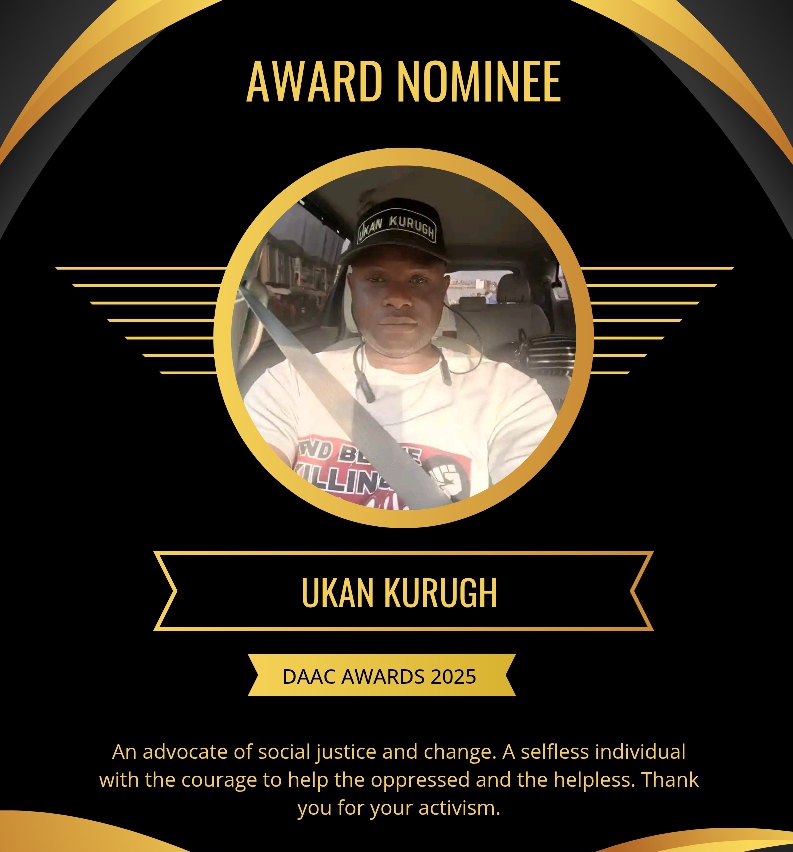 AWARD NOMINEE
UKAN KURUGH
KILLING
UKAN KURUGH
DAAC AWARDS 2025
An advocate of social justice and change. A selfless individual
with the courage to help the oppressed and the helpless. Thank
you for your activism.